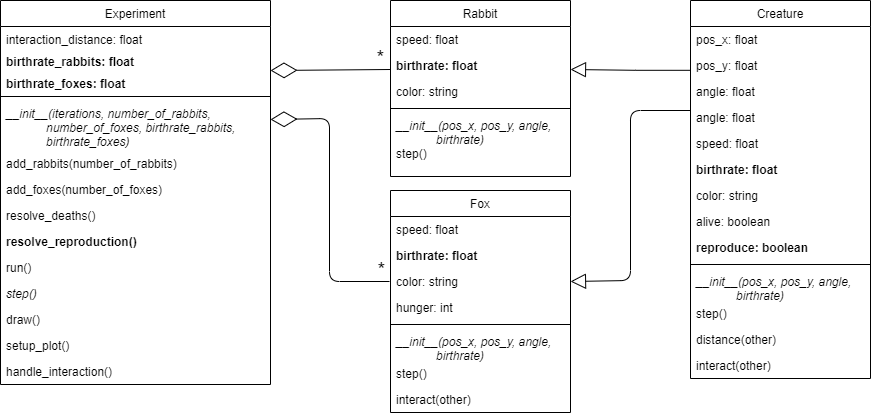 Experiment
interaction_distance: float
birthrate_rabbits: float
birthrate_foxes: float
__init__(iterations, number_of_rabbits,
number_of_foxes, birthrate_rabbits,
birthrate_foxes)
add_rabbits(number_of_rabbits)
add_foxes(number_of_foxes)
resolve_deaths()
resolve_reproduction()
run()
step()
draw()
setup_plot()
handle_interaction()
*
*
Rabbit
speed: float
birthrate: float
color: string
__init__(pos_x, pos_y, angle,
birthrate)
step()
Fox
speed: float
birthrate: float
color: string
hunger: int
__init__(pos_x, pos_y, angle,
birthrate)
step()
interact(other)
Creature
pos_x: float
pos_y: float
angle: float
angle: float
speed: float
birthrate: float
color: string
alive: boolean
reproduce: boolean
__init__(pos_x, pos_y, angle,
birthrate)
step()
distance(other)
interact(other)